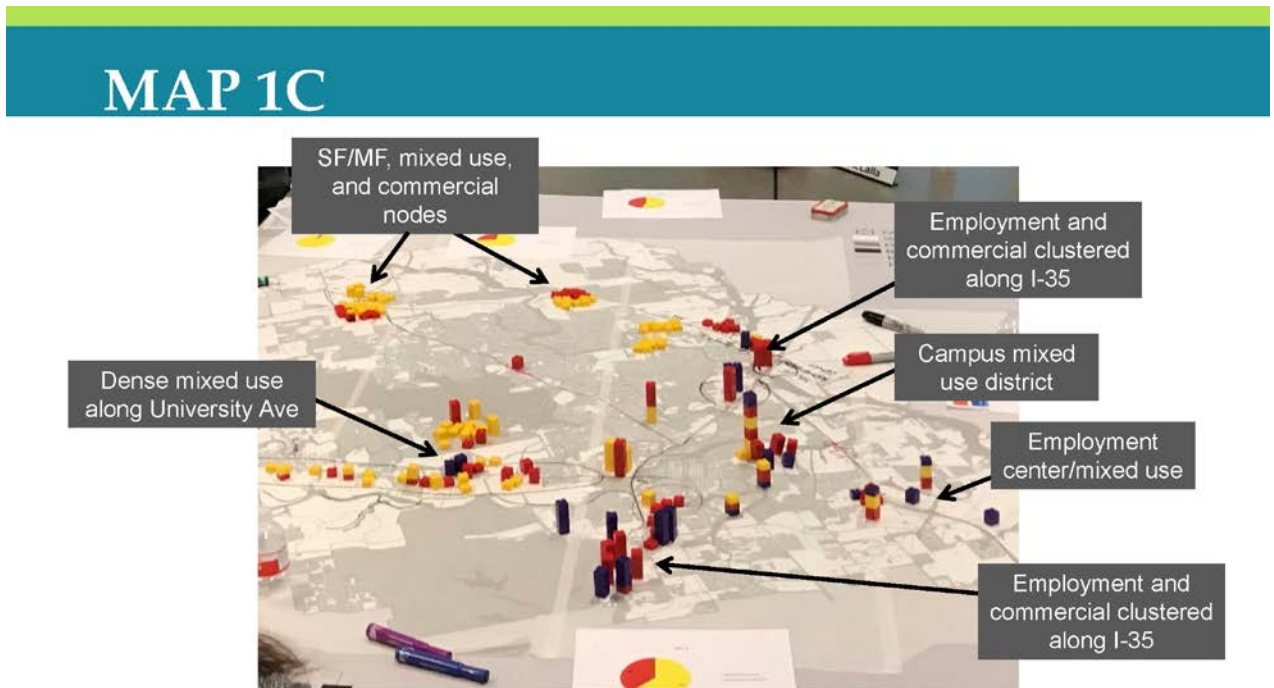 MAP 1C
SF/MF, mixed use,
and commercial
nodes
Employment and
commercial clustered
along I-35
Dense mixed use
along University Ave
Campus mixed
use district
Employment
center/mixed use
Employment and
commercial clustered
along I-35